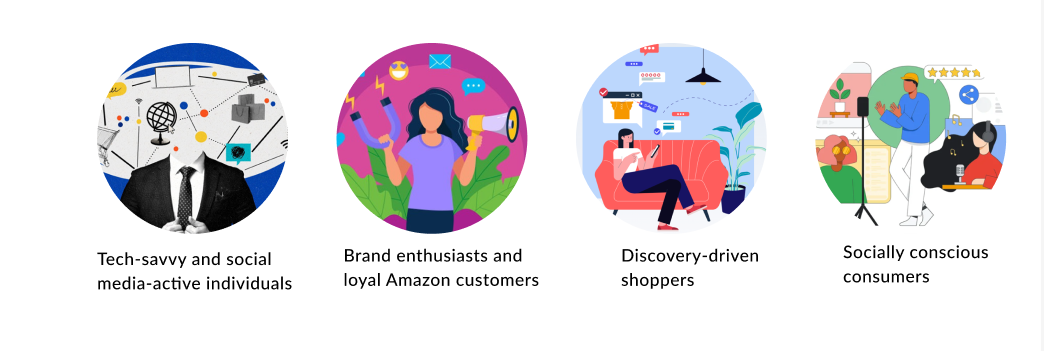 Tech-savvy and social
media-active individuals
Brand enthusiasts and
loyal Amazon customers
SALE
Discovery-driven
shoppers
Socially conscious
consumers